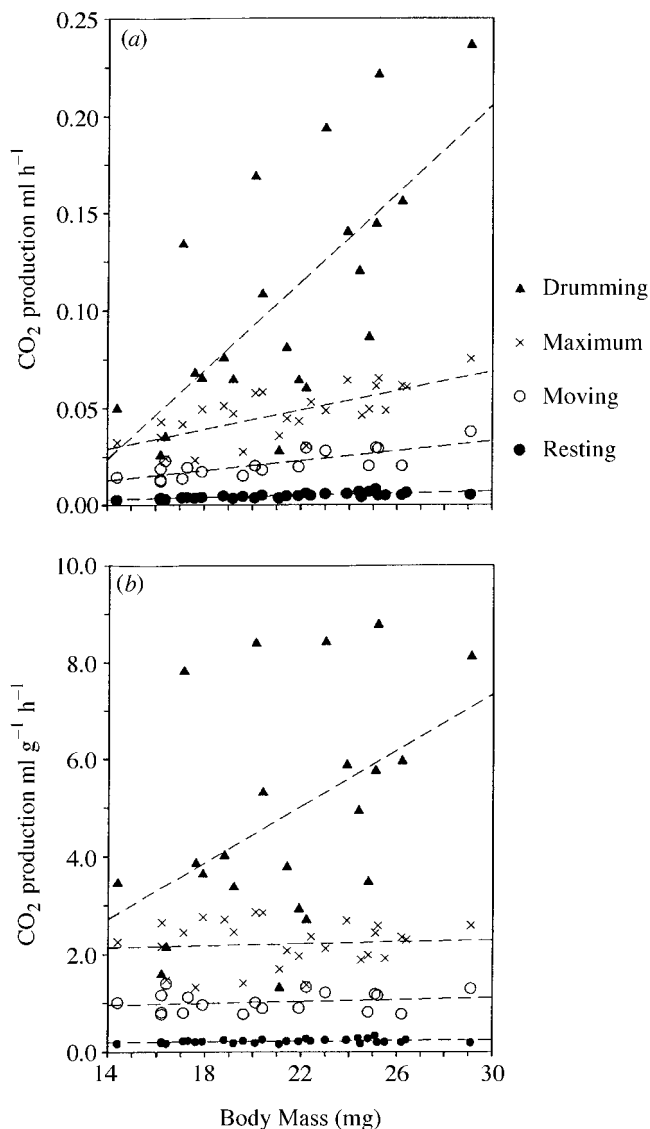 (a)
CO₂ production ml h⁻¹
0.25
0.20
0.15
0.10
0.05
0.00
▲ Drumming
× Maximum
○ Moving
● Resting
(b)
CO₂ production ml g⁻¹ h⁻¹
10.0
8.0
6.0
4.0
2.0
0.0
14 18 22 26 30
Body Mass (mg)